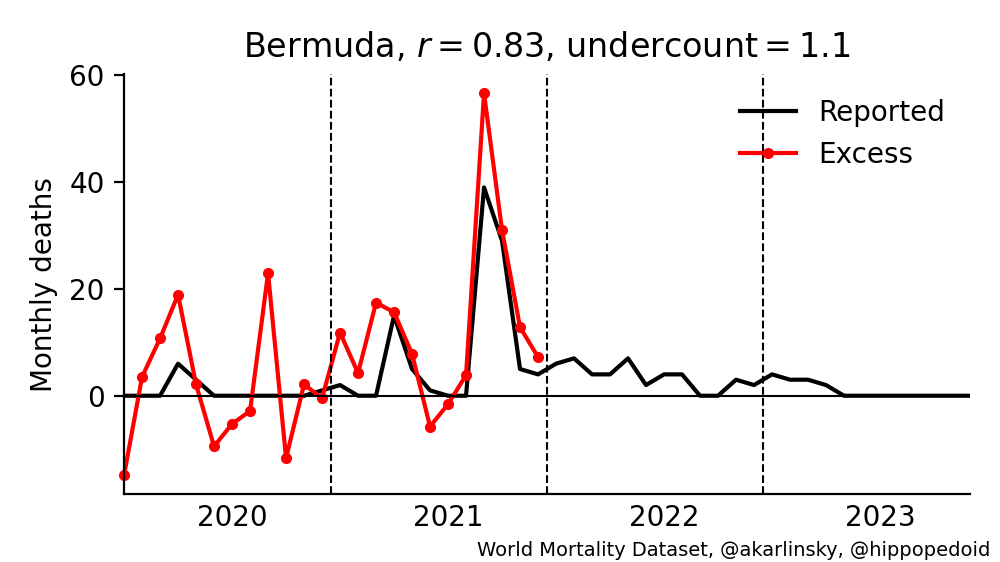 Bermuda, r = 0.83, undercount = 1.1
60
40
20
0
Monthly deaths
Reported
Excess
2020 2021 2022 2023
World Mortality Dataset, @akarlinsky, @hippopedoid